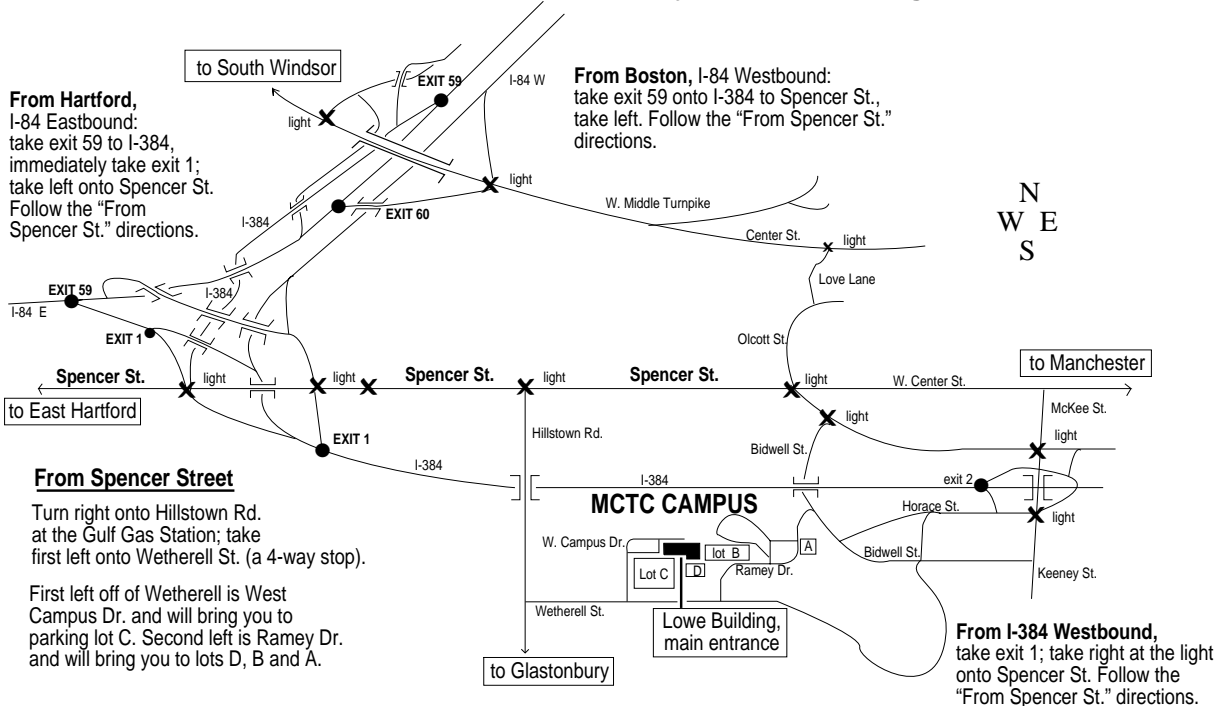 to South Windsor
EXIT 59
I-84 W
From Boston, I-84 Westbound:
take exit 59 onto I-384 to Spencer St.,
take left. Follow the “From Spencer St.”
directions.
From Hartford,
I-84 Eastbound:
take exit 59 to I-384,
immediately take exit 1;
take left onto Spencer St.
Follow the “From
Spencer St.” directions.
light
light
W. Middle Turnpike
N
W E
S
I-384
EXIT 60
Center St.
light
Love Lane
EXIT 59
I-84 E
I-384
EXIT 1
Olcott St.
Spencer St.
light
light
Spencer St.
light
Spencer St.
light
W. Center St.
to Manchester
to East Hartford
McKee St.
light
Hillstown Rd.
Bidwell St.
light
EXIT 1
I-384
I-384
exit 2
MCTC CAMPUS
Horace St.
light
From Spencer Street
Turn right onto Hillstown Rd.
at the Gulf Gas Station; take
first left onto Wetherell St. (a 4-way stop).
First left off of Wetherell is West
Campus Dr. and will bring you to
parking lot C. Second left is Ramey Dr.
and will bring you to lots D, B and A.
W. Campus Dr.
lot B
A
Lot C
D
Ramey Dr.
Bidwell St.
Keeney St.
Wetherell St.
Lowe Building,
main entrance
to Glastonbury
From I-384 Westbound,
take exit 1; take right at the light
onto Spencer St. Follow the
“From Spencer St.” directions.